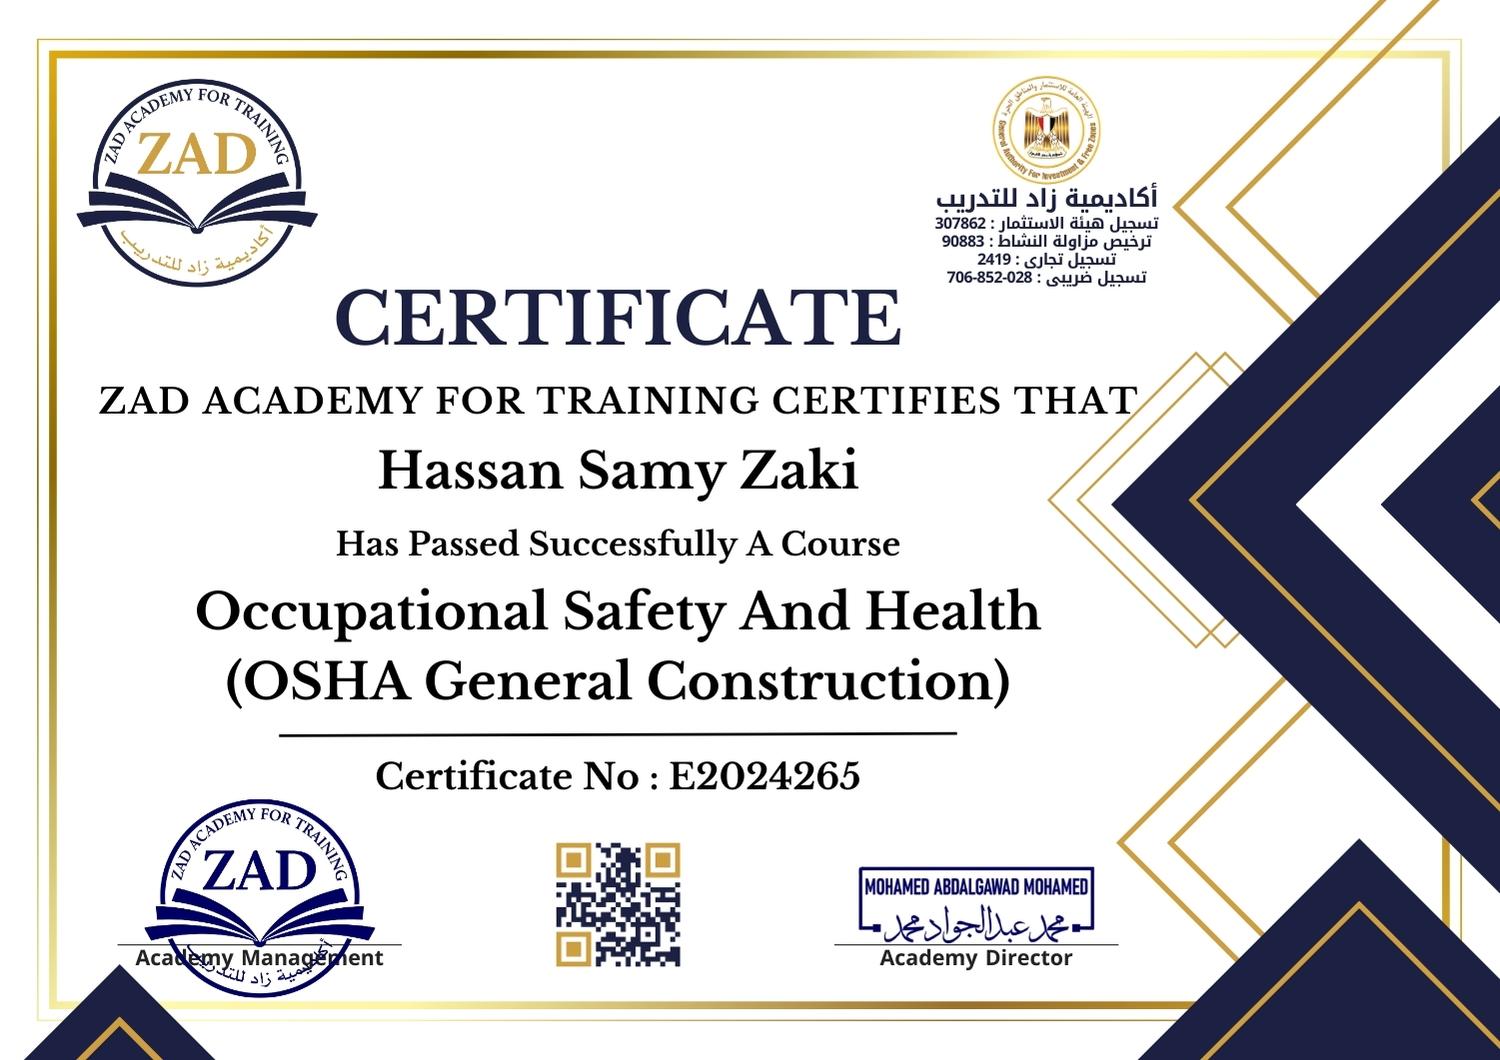 ZAD ACADEMY FOR TRAINING
ZAD
أكاديمية زاد للتدريب
الهيئة العامة للاستثمار والمناطق الحرة
General Authority For Investment & Free Zones
أكاديمية زاد للتدريب
تسجيل هيئة الاستثمار : 307862
ترخيص مزاولة النشاط : 90883
تسجيل تجارى : 2419
تسجيل ضريبى : 028-852-706
CERTIFICATE
ZAD ACADEMY FOR TRAINING CERTIFIES THAT
Hassan Samy Zaki
Has Passed Successfully A Course
Occupational Safety And Health
(OSHA General Construction)
Certificate No : E2024265
ZAD ACADEMY FOR TRAINING
ZAD
أكاديمية زاد للتدريب
Academy Management
MOHAMED ABDALGAWAD MOHAMED
محمد عبدالجواد محمد
Academy Director